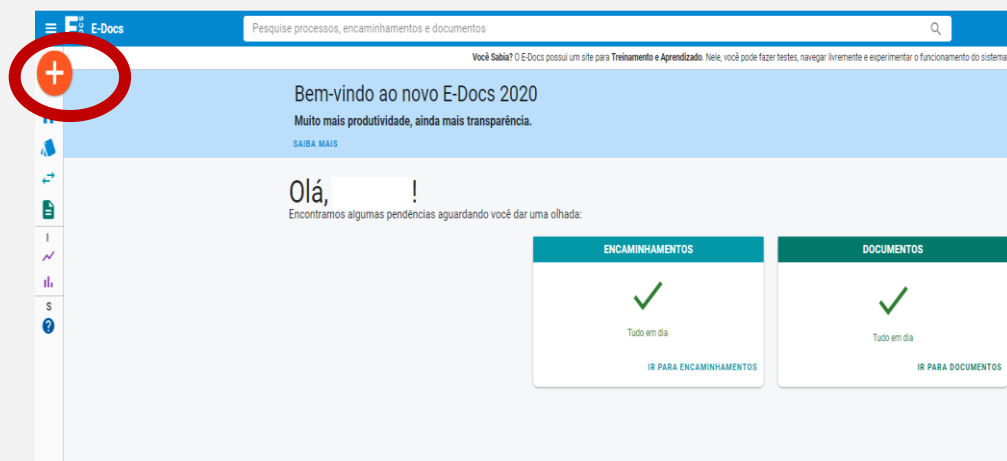 E Docs E-Docs
Pesquise processos, encaminhamentos e documentos
Você Sabia? O E-Docs possui um site para Treinamento e Aprendizado. Nele, você pode fazer testes, navegar livremente e experimentar o funcionamento do sistema
Bem-vindo ao novo E-Docs 2020
Muito mais produtividade, ainda mais transparência.
SAIBA MAIS
Olá, !
Encontramos algumas pendências aguardando você dar uma olhada:
ENCAMINHAMENTOS
Tudo em dia
IR PARA ENCAMINHAMENTOS
DOCUMENTOS
Tudo em dia
IR PARA DOCUMENTOS
I
S